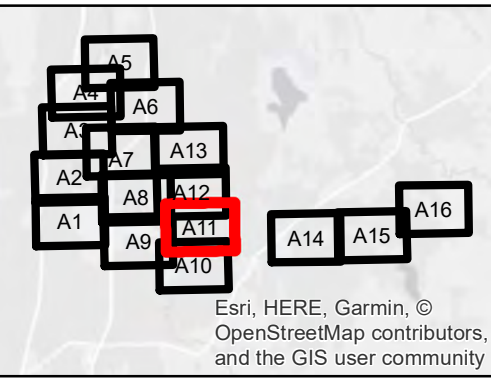 A5
A4
A6
A3
A7
A13
A2
A8
A12
A1
A9
A11
A10
A14
A15
A16
Esri, HERE, Garmin, ©
OpenStreetMap contributors,
and the GIS user community